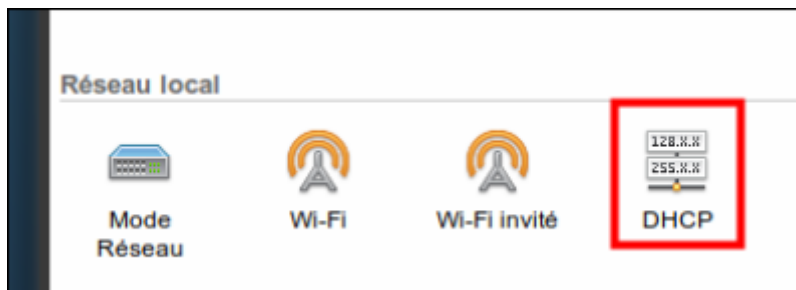 Réseau local
128.X.X
255.X.X
Mode
Réseau
Wi-Fi
Wi-Fi invité
DHCP